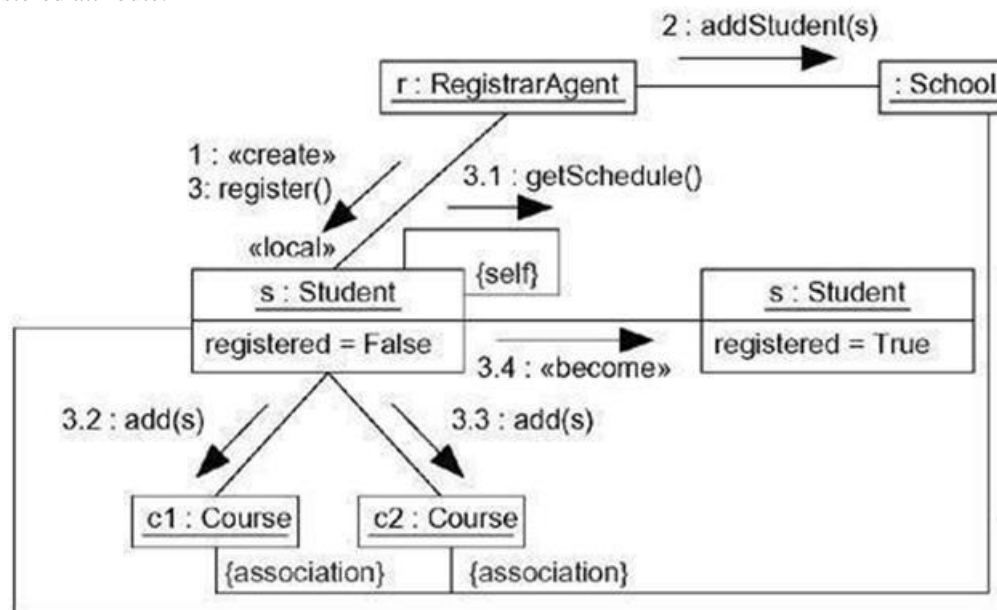 2 : addStudent(s)
r : RegistrarAgent
: School
1 : «create»
3: register()
3.1 : getSchedule()
«local»
{self}
s : Student
registered = False
s : Student
registered = True
3.4 : «become»
3.2 : add(s)
3.3 : add(s)
c1 : Course
c2 : Course
{association}
{association}